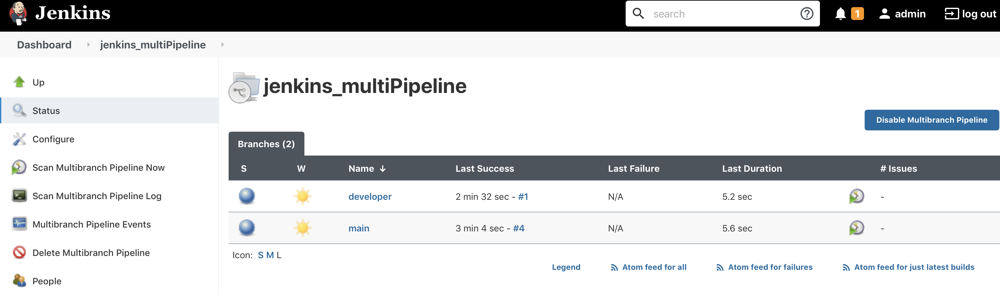 Jenkins
search
1
admin
log out
Dashboard
jenkins_multiPipeline
Up
Status
Configure
Scan Multibranch Pipeline Now
Scan Multibranch Pipeline Log
Multibranch Pipeline Events
Delete Multibranch Pipeline
People
jenkins_multiPipeline
Disable Multibranch Pipeline
Branches (2)
S W Name ↓ Last Success Last Failure Last Duration # Issues
developer 2 min 32 sec - #1 N/A 5.2 sec -
main 3 min 4 sec - #4 N/A 5.6 sec -
Icon: S M L
Legend Atom feed for all Atom feed for failures Atom feed for just latest builds